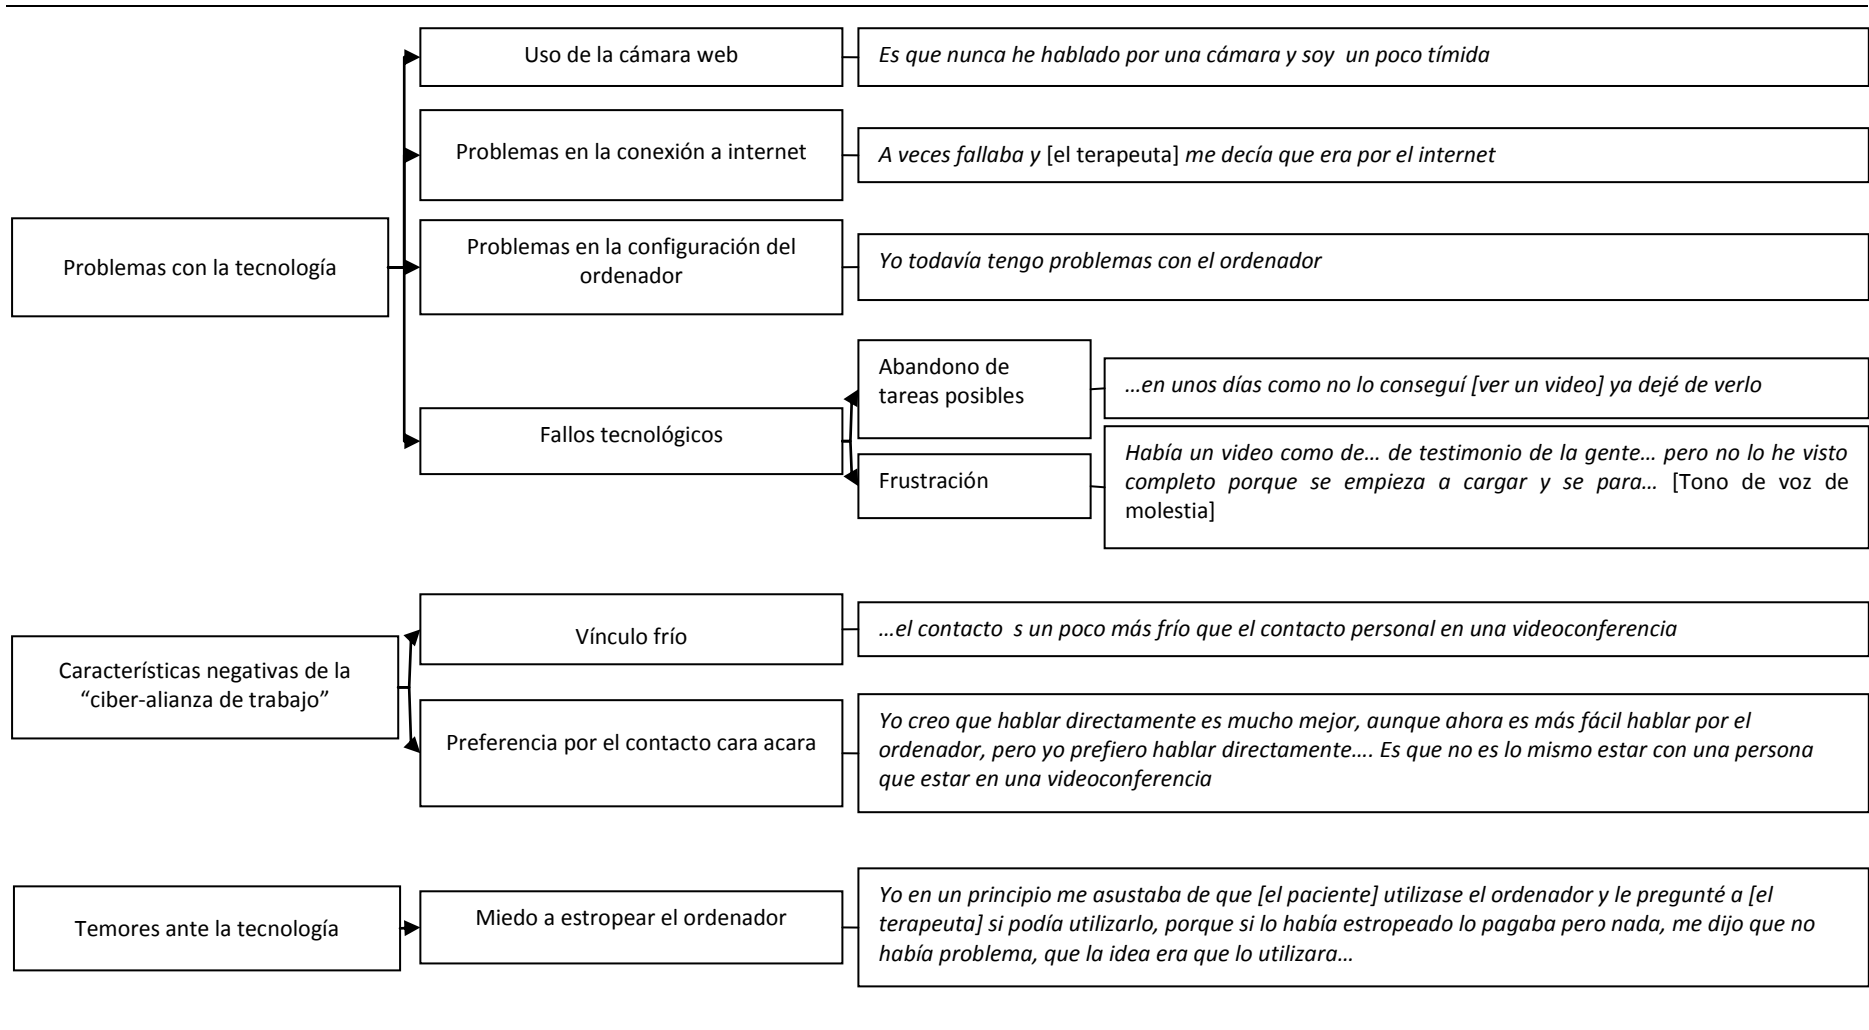 Uso de la cámara web
Es que nunca he hablado por una cámara y soy  un poco tímida
Problemas en la conexión a internet
A veces fallaba y [el terapeuta] me decía que era por el internet
Problemas con la tecnología
Problemas en la configuración del
ordenador
Yo todavía tengo problemas con el ordenador
Fallos tecnológicos
Abandono de
tareas posibles
…en unos días como no lo conseguí [ver un video] ya dejé de verlo
Frustración
Había un video como de… de testimonio de la gente… pero no lo he visto
completo porque se empieza a cargar y se para… [Tono de voz de
molestia]
Características negativas de la
“ciber-alianza de trabajo”
Vínculo frío
…el contacto  s un poco más frío que el contacto personal en una videoconferencia
Preferencia por el contacto cara acara
Yo creo que hablar directamente es mucho mejor, aunque ahora es más fácil hablar por el
ordenador, pero yo prefiero hablar directamente…. Es que no es lo mismo estar con una persona
que estar en una videoconferencia
Temores ante la tecnología
Miedo a estropear el ordenador
Yo en un principio me asustaba de que [el paciente] utilizase el ordenador y le pregunté a [el
terapeuta] si podía utilizarlo, porque si lo había estropeado lo pagaba pero nada, me dijo que no
había problema, que la idea era que lo utilizara…